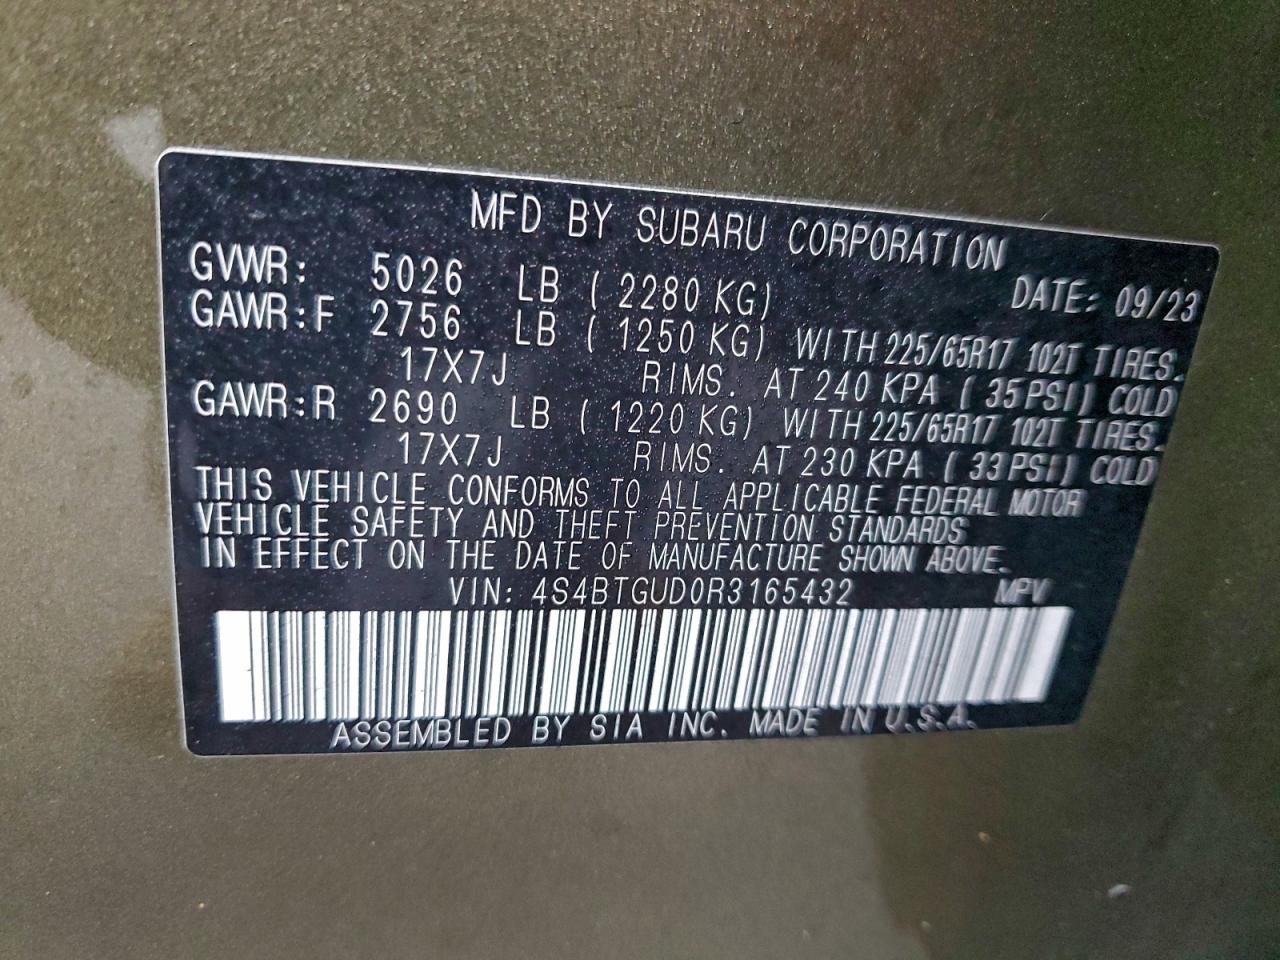 MFD BY SUBARU CORPORATION
GVWR: 5026 LB ( 2280 KG) DATE: 09/23
GAWR:F 2756 LB ( 1250 KG) WITH 225/65R17 102T TIRES.
17X7J RIMS. AT 240 KPA ( 35 PSI) COLD
GAWR:R 2690 LB ( 1220 KG) WITH 225/65R17 102T TIRES.
17X7J RIMS. AT 230 KPA ( 33 PSI) COLD
THIS VEHICLE CONFORMS TO ALL APPLICABLE FEDERAL MOTOR
VEHICLE SAFETY AND THEFT PREVENTION STANDARDS
IN EFFECT ON THE DATE OF MANUFACTURE SHOWN ABOVE.
VIN: 4S4BTGUD0R3165432 MPV
ASSEMBLED BY SIA INC. MADE IN U.S.A.